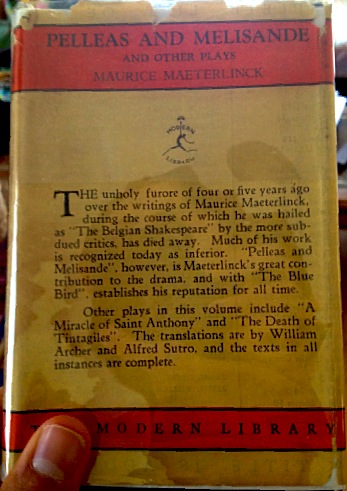 PELLEAS AND MELISANDE
AND OTHER PLAYS
MAURICE MAETERLINCK
MODERN
LIBRARY
THE unholy furore of four or five years ago
over the writings of Maurice Maeterlinck,
during the course of which he was hailed
as "The Belgian Shakespeare" by the more sub-
dued critics, has died away. Much of his work
is recognized today as inferior. "Pelleas and
Melisande", however, is Maeterlinck's great con-
tribution to the drama, and with "The Blue
Bird", establishes his reputation for all time.
Other plays in this volume include "A
Miracle of Saint Anthony" and "The Death of
Tintagiles". The translations are by William
Archer and Alfred Sutro, and the texts in all
instances are complete.
MODERN LIBRARY